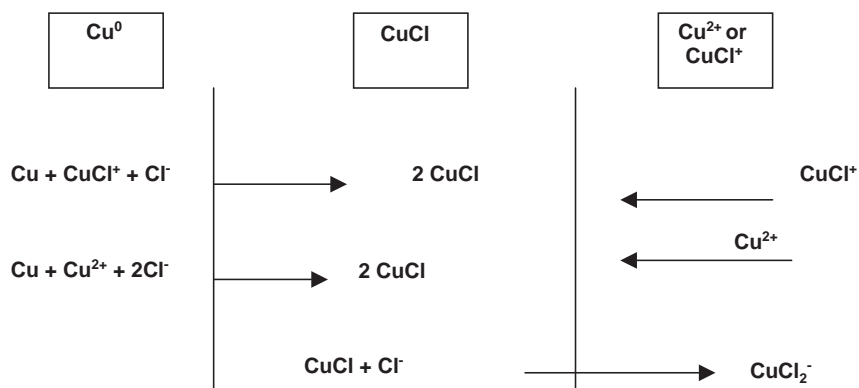 Cu⁰
CuCl
Cu²⁺ or
CuCl⁺
Cu + CuCl⁺ + Cl⁻
2 CuCl
CuCl⁺
Cu²⁺
Cu + Cu²⁺ + 2Cl⁻
2 CuCl
CuCl + Cl⁻
CuCl₂⁻